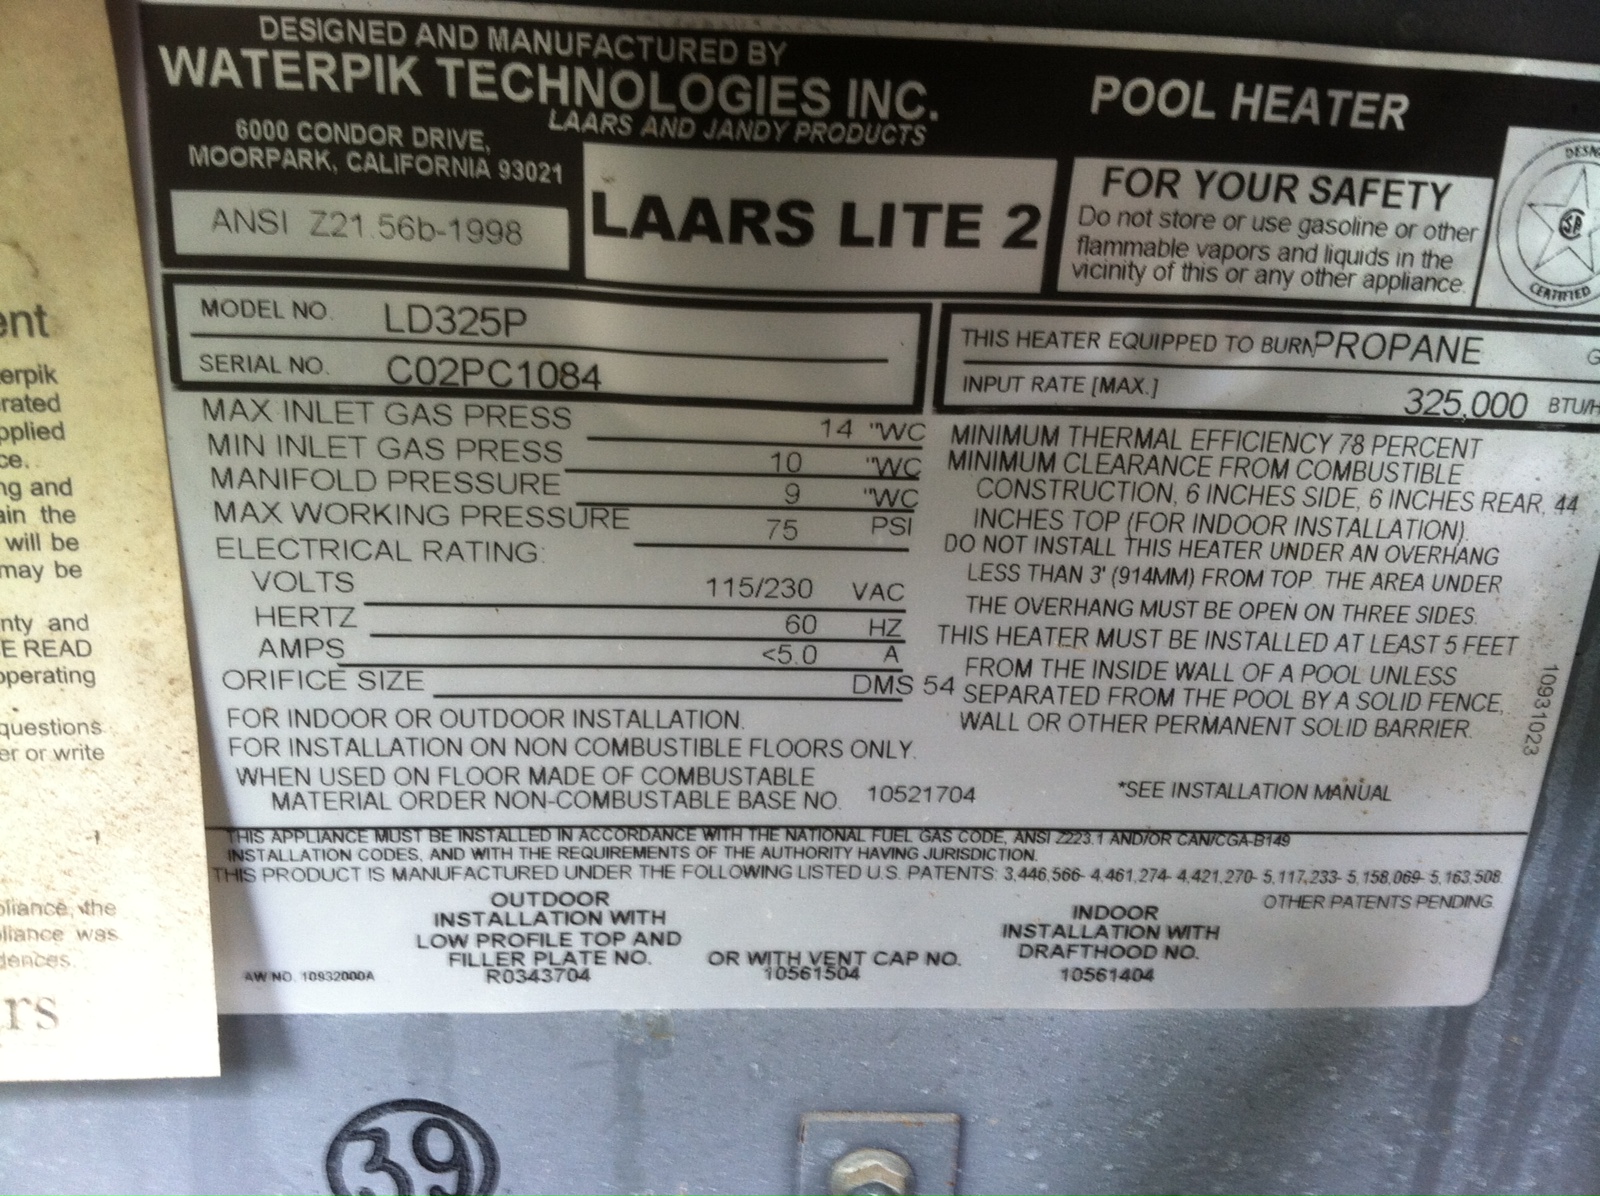 DESIGNED AND MANUFACTURED BY
WATERPIK TECHNOLOGIES INC.
LAARS AND JANDY PRODUCTS
6000 CONDOR DRIVE,
MOORPARK, CALIFORNIA 93021
POOL HEATER
ANSI Z21.56b-1998
LAARS LITE 2
FOR YOUR SAFETY
Do not store or use gasoline or other
flammable vapors and liquids in the
vicinity of this or any other appliance.
DESIG
CERTIFIED
MODEL NO. LD325P
SERIAL NO. C02PC1084
THIS HEATER EQUIPPED TO BURN PROPANE G
INPUT RATE [MAX.] 325,000 BTU/H
MAX INLET GAS PRESS 14 "WC
MIN INLET GAS PRESS 10 "WC
MANIFOLD PRESSURE 9 "WC
MAX WORKING PRESSURE 75 PSI
ELECTRICAL RATING:
VOLTS 115/230 VAC
HERTZ 60 HZ
AMPS <5.0 A
ORIFICE SIZE DMS 54
FOR INDOOR OR OUTDOOR INSTALLATION.
FOR INSTALLATION ON NON COMBUSTIBLE FLOORS ONLY.
WHEN USED ON FLOOR MADE OF COMBUSTABLE
MATERIAL ORDER NON-COMBUSTABLE BASE NO. 10521704
MINIMUM THERMAL EFFICIENCY 78 PERCENT
MINIMUM CLEARANCE FROM COMBUSTIBLE
CONSTRUCTION, 6 INCHES SIDE, 6 INCHES REAR, 44
INCHES TOP (FOR INDOOR INSTALLATION).
DO NOT INSTALL THIS HEATER UNDER AN OVERHANG
LESS THAN 3' (914MM) FROM TOP. THE AREA UNDER
THE OVERHANG MUST BE OPEN ON THREE SIDES.
THIS HEATER MUST BE INSTALLED AT LEAST 5 FEET
FROM THE INSIDE WALL OF A POOL UNLESS
SEPARATED FROM THE POOL BY A SOLID FENCE,
WALL OR OTHER PERMANENT SOLID BARRIER.
10931023
*SEE INSTALLATION MANUAL
THIS APPLIANCE MUST BE INSTALLED IN ACCORDANCE WITH THE NATIONAL FUEL GAS CODE, ANSI Z223.1 AND/OR CAN/CGA-B149
INSTALLATION CODES, AND WITH THE REQUIREMENTS OF THE AUTHORITY HAVING JURISDICTION.
THIS PRODUCT IS MANUFACTURED UNDER THE FOLLOWING LISTED U.S. PATENTS: 3,446,566- 4,461,274- 4,421,270- 5,117,233- 5,158,069- 5,163,508.
OTHER PATENTS PENDING.
OUTDOOR
INSTALLATION WITH
LOW PROFILE TOP AND
FILLER PLATE NO.
R0343704
OR WITH VENT CAP NO.
10561504
INDOOR
INSTALLATION WITH
DRAFTHOOD NO.
10561404
AW NO. 10932000A
39
ent
erpik
rated
pplied
ce.
ng and
ain the
will be
may be
nty and
E READ
operating
questions
er or write
pliance, the
liance was
dences.
rs